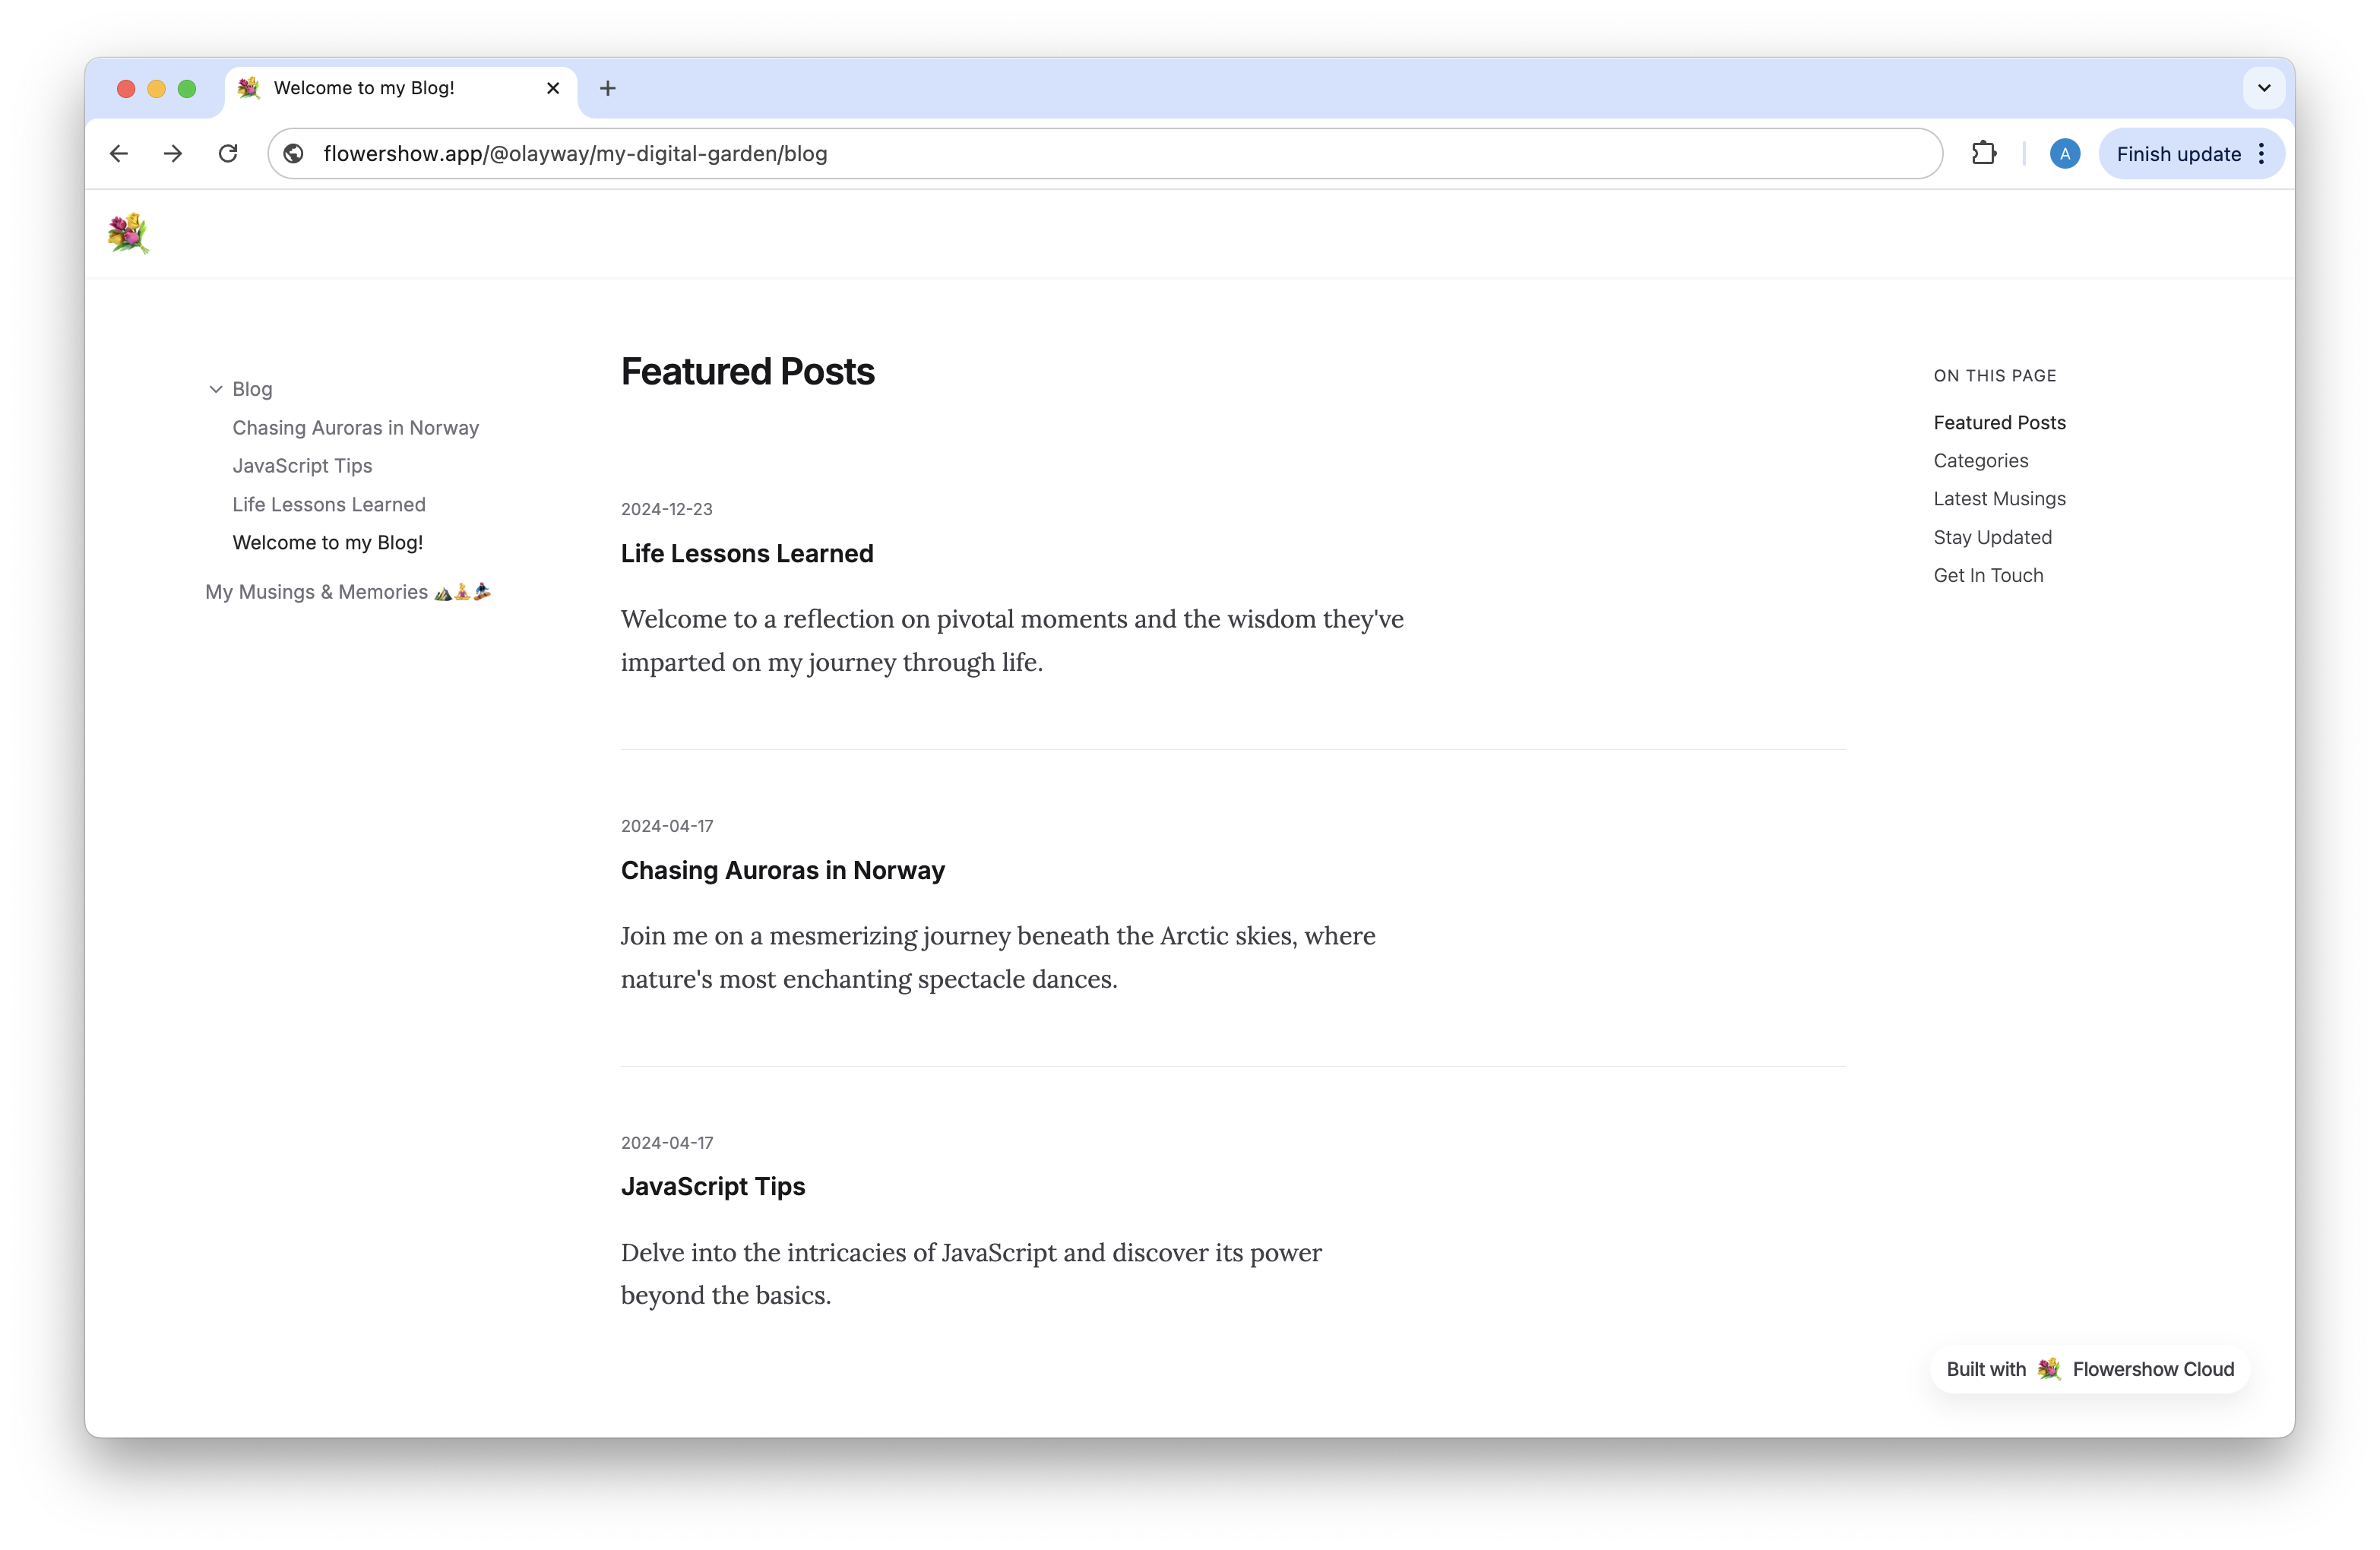 Welcome to my Blog!
flowershow.app/@olayway/my-digital-garden/blog
A
Finish update
Blog
Chasing Auroras in Norway
JavaScript Tips
Life Lessons Learned
Welcome to my Blog!
My Musings & Memories
Featured Posts
2024-12-23
Life Lessons Learned
Welcome to a reflection on pivotal moments and the wisdom they've
imparted on my journey through life.
2024-04-17
Chasing Auroras in Norway
Join me on a mesmerizing journey beneath the Arctic skies, where
nature's most enchanting spectacle dances.
2024-04-17
JavaScript Tips
Delve into the intricacies of JavaScript and discover its power
beyond the basics.
ON THIS PAGE
Featured Posts
Categories
Latest Musings
Stay Updated
Get In Touch
Built with Flowershow Cloud